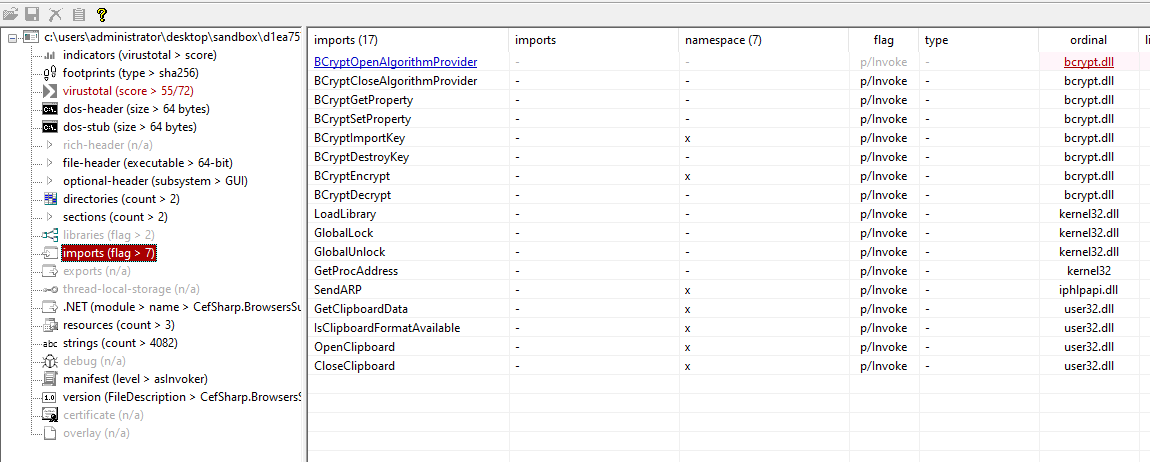 c:\users\administrator\desktop\sandbox\d1ea75
indicators (virustotal > score)
footprints (type > sha256)
virustotal (score > 55/72)
dos-header (size > 64 bytes)
dos-stub (size > 64 bytes)
rich-header (n/a)
file-header (executable > 64-bit)
optional-header (subsystem > GUI)
directories (count > 2)
sections (count > 2)
libraries (flag > 2)
imports (flag > 7)
exports (n/a)
thread-local-storage (n/a)
.NET (module > name > CefSharp.BrowsersSu
resources (count > 3)
abc strings (count > 4082)
debug (n/a)
manifest (level > asInvoker)
1.0 version (FileDescription > CefSharp.BrowsersS
certificate (n/a)
overlay (n/a)
imports (17) imports namespace (7) flag type ordinal li
BCryptOpenAlgorithmProvider - - p/Invoke - bcrypt.dll
BCryptCloseAlgorithmProvider - - p/Invoke - bcrypt.dll
BCryptGetProperty - - p/Invoke - bcrypt.dll
BCryptSetProperty - - p/Invoke - bcrypt.dll
BCryptImportKey - x p/Invoke - bcrypt.dll
BCryptDestroyKey - - p/Invoke - bcrypt.dll
BCryptEncrypt - x p/Invoke - bcrypt.dll
BCryptDecrypt - - p/Invoke - bcrypt.dll
LoadLibrary - - p/Invoke - kernel32.dll
GlobalLock - - p/Invoke - kernel32.dll
GlobalUnlock - - p/Invoke - kernel32.dll
GetProcAddress - - p/Invoke - kernel32
SendARP - x p/Invoke - iphlpapi.dll
GetClipboardData - x p/Invoke - user32.dll
IsClipboardFormatAvailable - x p/Invoke - user32.dll
OpenClipboard - x p/Invoke - user32.dll
CloseClipboard - x p/Invoke - user32.dll